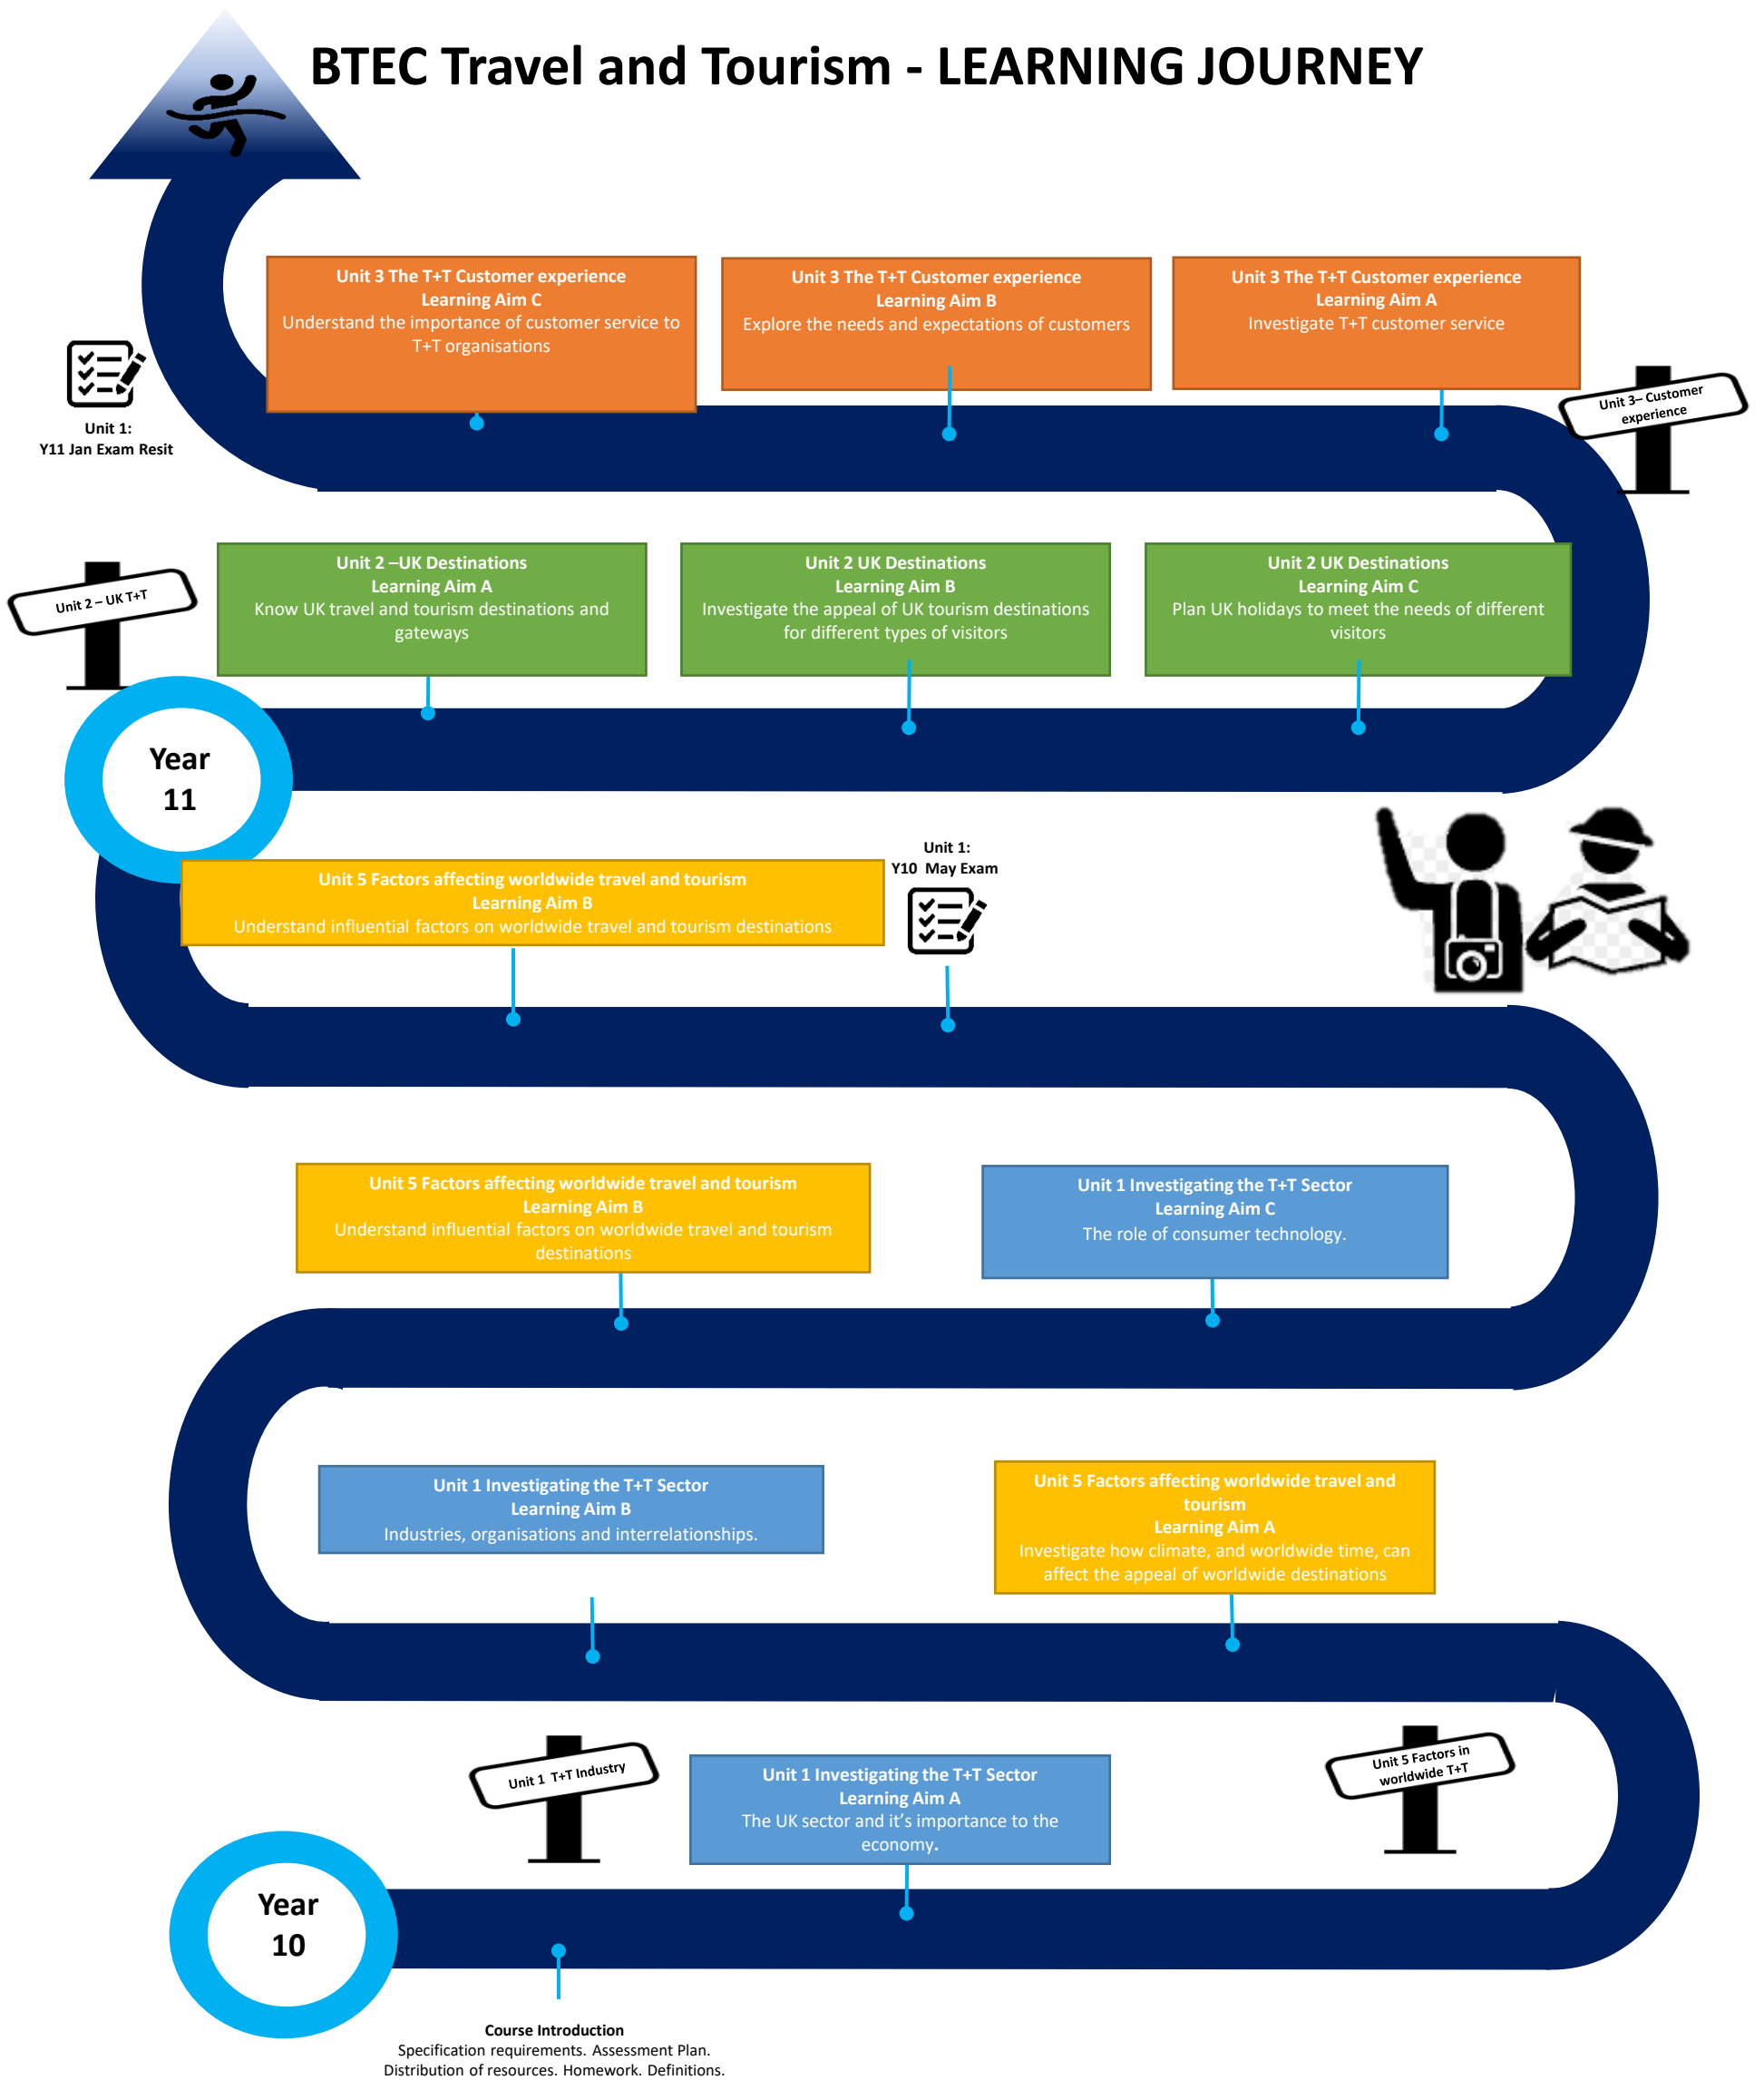 BTEC Travel and Tourism - LEARNING JOURNEY
Unit 3 The T+T Customer experience
Learning Aim C
Understand the importance of customer service to
T+T organisations
Unit 3 The T+T Customer experience
Learning Aim B
Explore the needs and expectations of customers
Unit 3 The T+T Customer experience
Learning Aim A
Investigate T+T customer service
Unit 3– Customer
experience
Unit 1:
Y11 Jan Exam Resit
Unit 2 – UK T+T
Unit 2 –UK Destinations
Learning Aim A
Know UK travel and tourism destinations and
gateways
Unit 2 UK Destinations
Learning Aim B
Investigate the appeal of UK tourism destinations
for different types of visitors
Unit 2 UK Destinations
Learning Aim C
Plan UK holidays to meet the needs of different
visitors
Year
11
Unit 5 Factors affecting worldwide travel and tourism
Learning Aim B
Understand influential factors on worldwide travel and tourism destinations
Unit 1:
Y10 May Exam
Unit 5 Factors affecting worldwide travel and tourism
Learning Aim B
Understand influential factors on worldwide travel and tourism
destinations
Unit 1 Investigating the T+T Sector
Learning Aim C
The role of consumer technology.
Unit 1 Investigating the T+T Sector
Learning Aim B
Industries, organisations and interrelationships.
Unit 5 Factors affecting worldwide travel and
tourism
Learning Aim A
Investigate how climate, and worldwide time, can
affect the appeal of worldwide destinations
Unit 1 T+T Industry
Unit 1 Investigating the T+T Sector
Learning Aim A
The UK sector and it's importance to the
economy.
Unit 5 Factors in
worldwide T+T
Year
10
Course Introduction
Specification requirements. Assessment Plan.
Distribution of resources. Homework. Definitions.